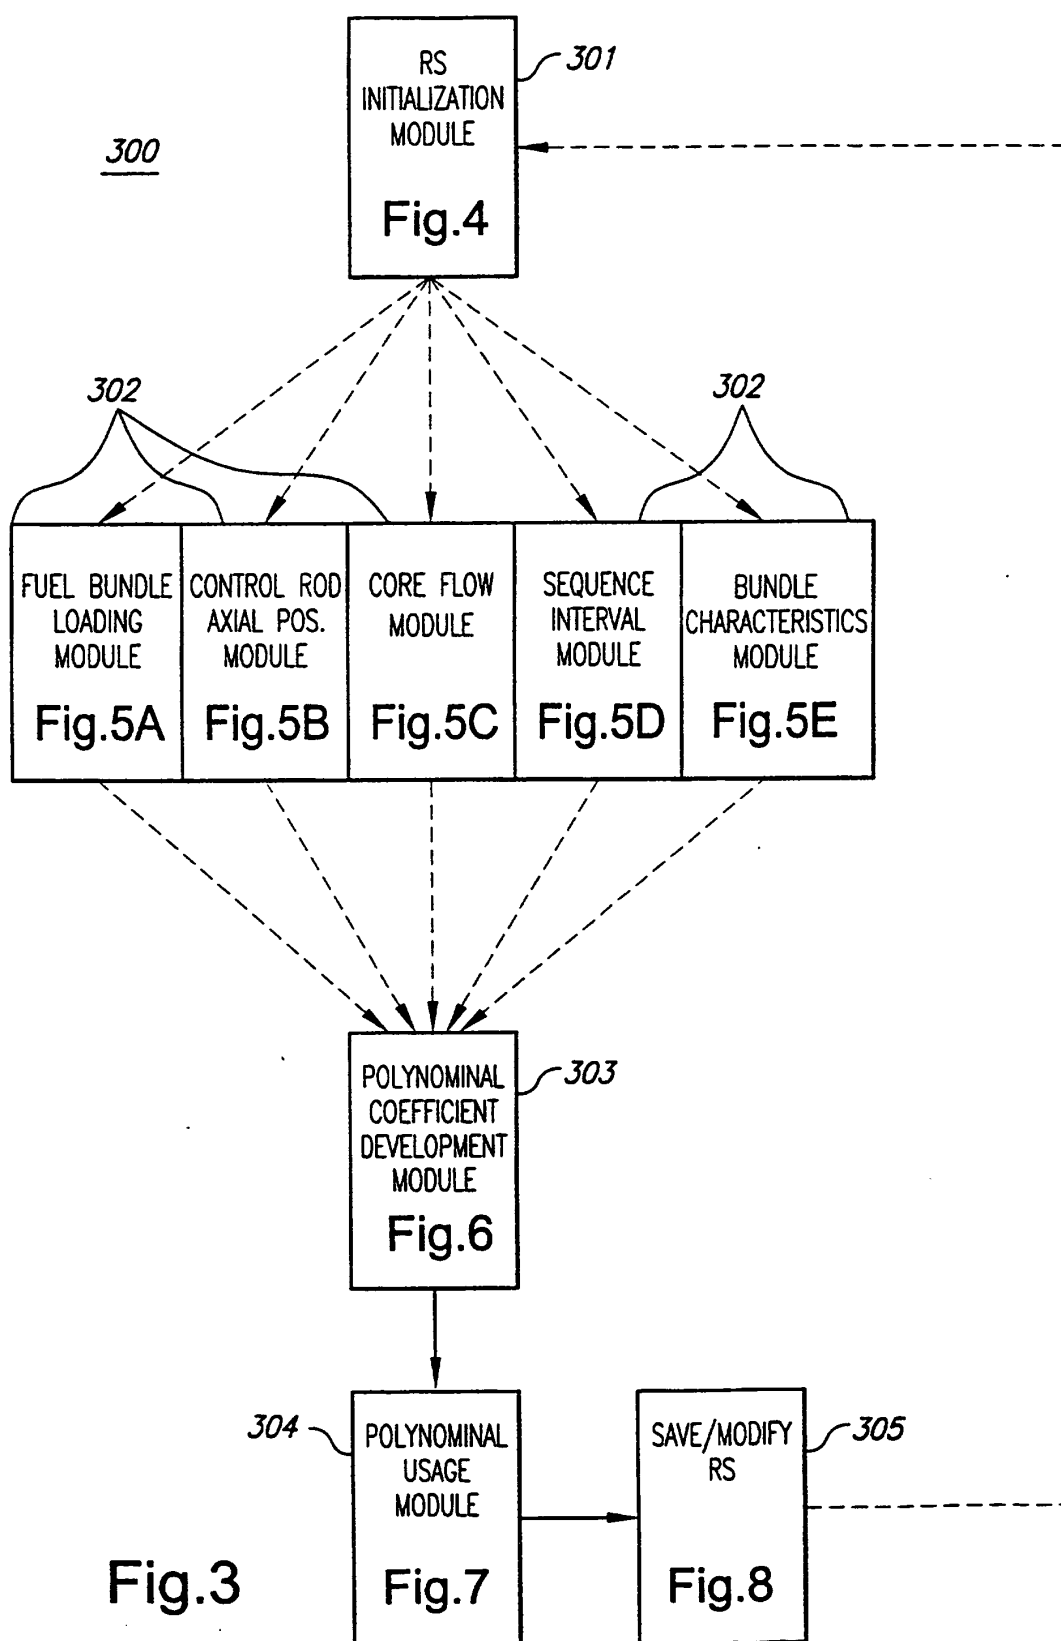 RS
INITIALIZATION
MODULE
Fig.4
301
300
302
302
FUEL BUNDLE
LOADING
MODULE
Fig.5A
CONTROL ROD
AXIAL POS.
MODULE
Fig.5B
CORE FLOW
MODULE
Fig.5C
SEQUENCE
INTERVAL
MODULE
Fig.5D
BUNDLE
CHARACTERISTICS
MODULE
Fig.5E
POLYNOMINAL
COEFFICIENT
DEVELOPMENT
MODULE
Fig.6
303
304
POLYNOMINAL
USAGE
MODULE
Fig.7
SAVE/MODIFY
RS
Fig.8
305
Fig.3